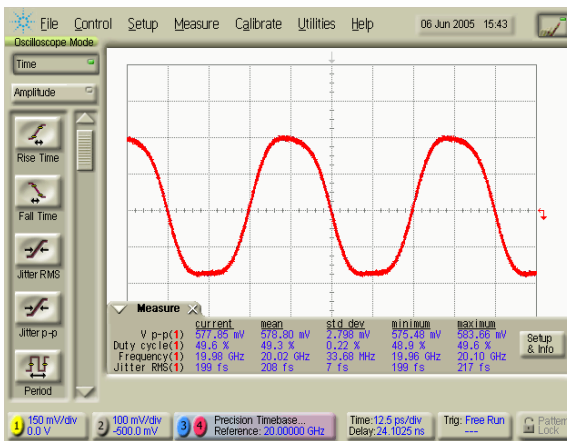 File Control Setup Measure Calibrate Utilities Help 06 Jun 2005 15:43
Oscilloscope Mode
Time
Amplitude
Rise Time
Fall Time
Jitter RMS
Jitter p-p
Period
Measure
current mean std dev minimum maximum
V p-p(1) 577.85 mV 578.80 mV 2.798 mV 575.48 mV 583.66 mV
Duty cycle(1) 49.6 % 49.3 % 0.22 % 48.9 % 49.6 %
Frequency(1) 19.98 GHz 20.02 GHz 33.68 MHz 19.96 GHz 20.10 GHz
Jitter RMS(1) 199 fs 208 fs 7 fs 199 fs 217 fs
Setup
& Info
1 150 mV/div
0.0 V
2 100 mV/div
-500.0 mV
3 4 Precision Timebase...
Reference: 20.00000 GHz
Time:12.5 ps/div
Delay:24.1025 ns
Trig: Free Run
---
Pattern
Lock